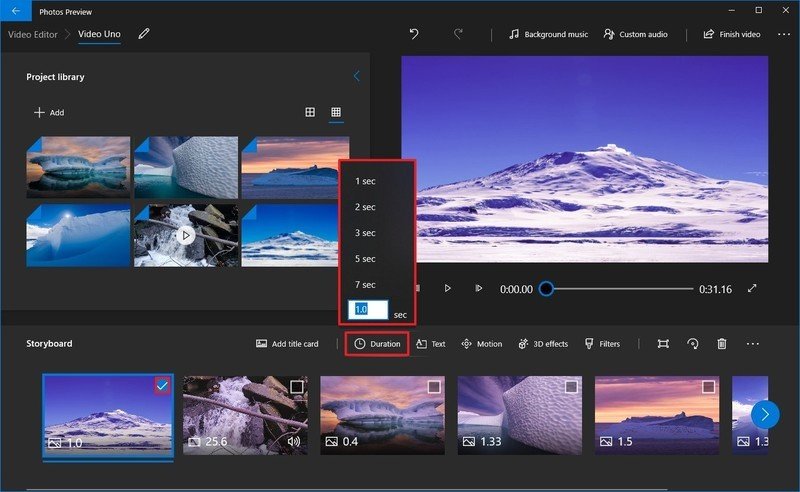 Photos Preview
Video Editor
Video Uno
Background music
Custom audio
Finish video
Project library
Add
1 sec
2 sec
3 sec
5 sec
7 sec
1.0 sec
0:00.00
0:31.16
Storyboard
Add title card
Duration
Text
Motion
3D effects
Filters
1.0
25.6
0.4
1.33
1.5
1.3